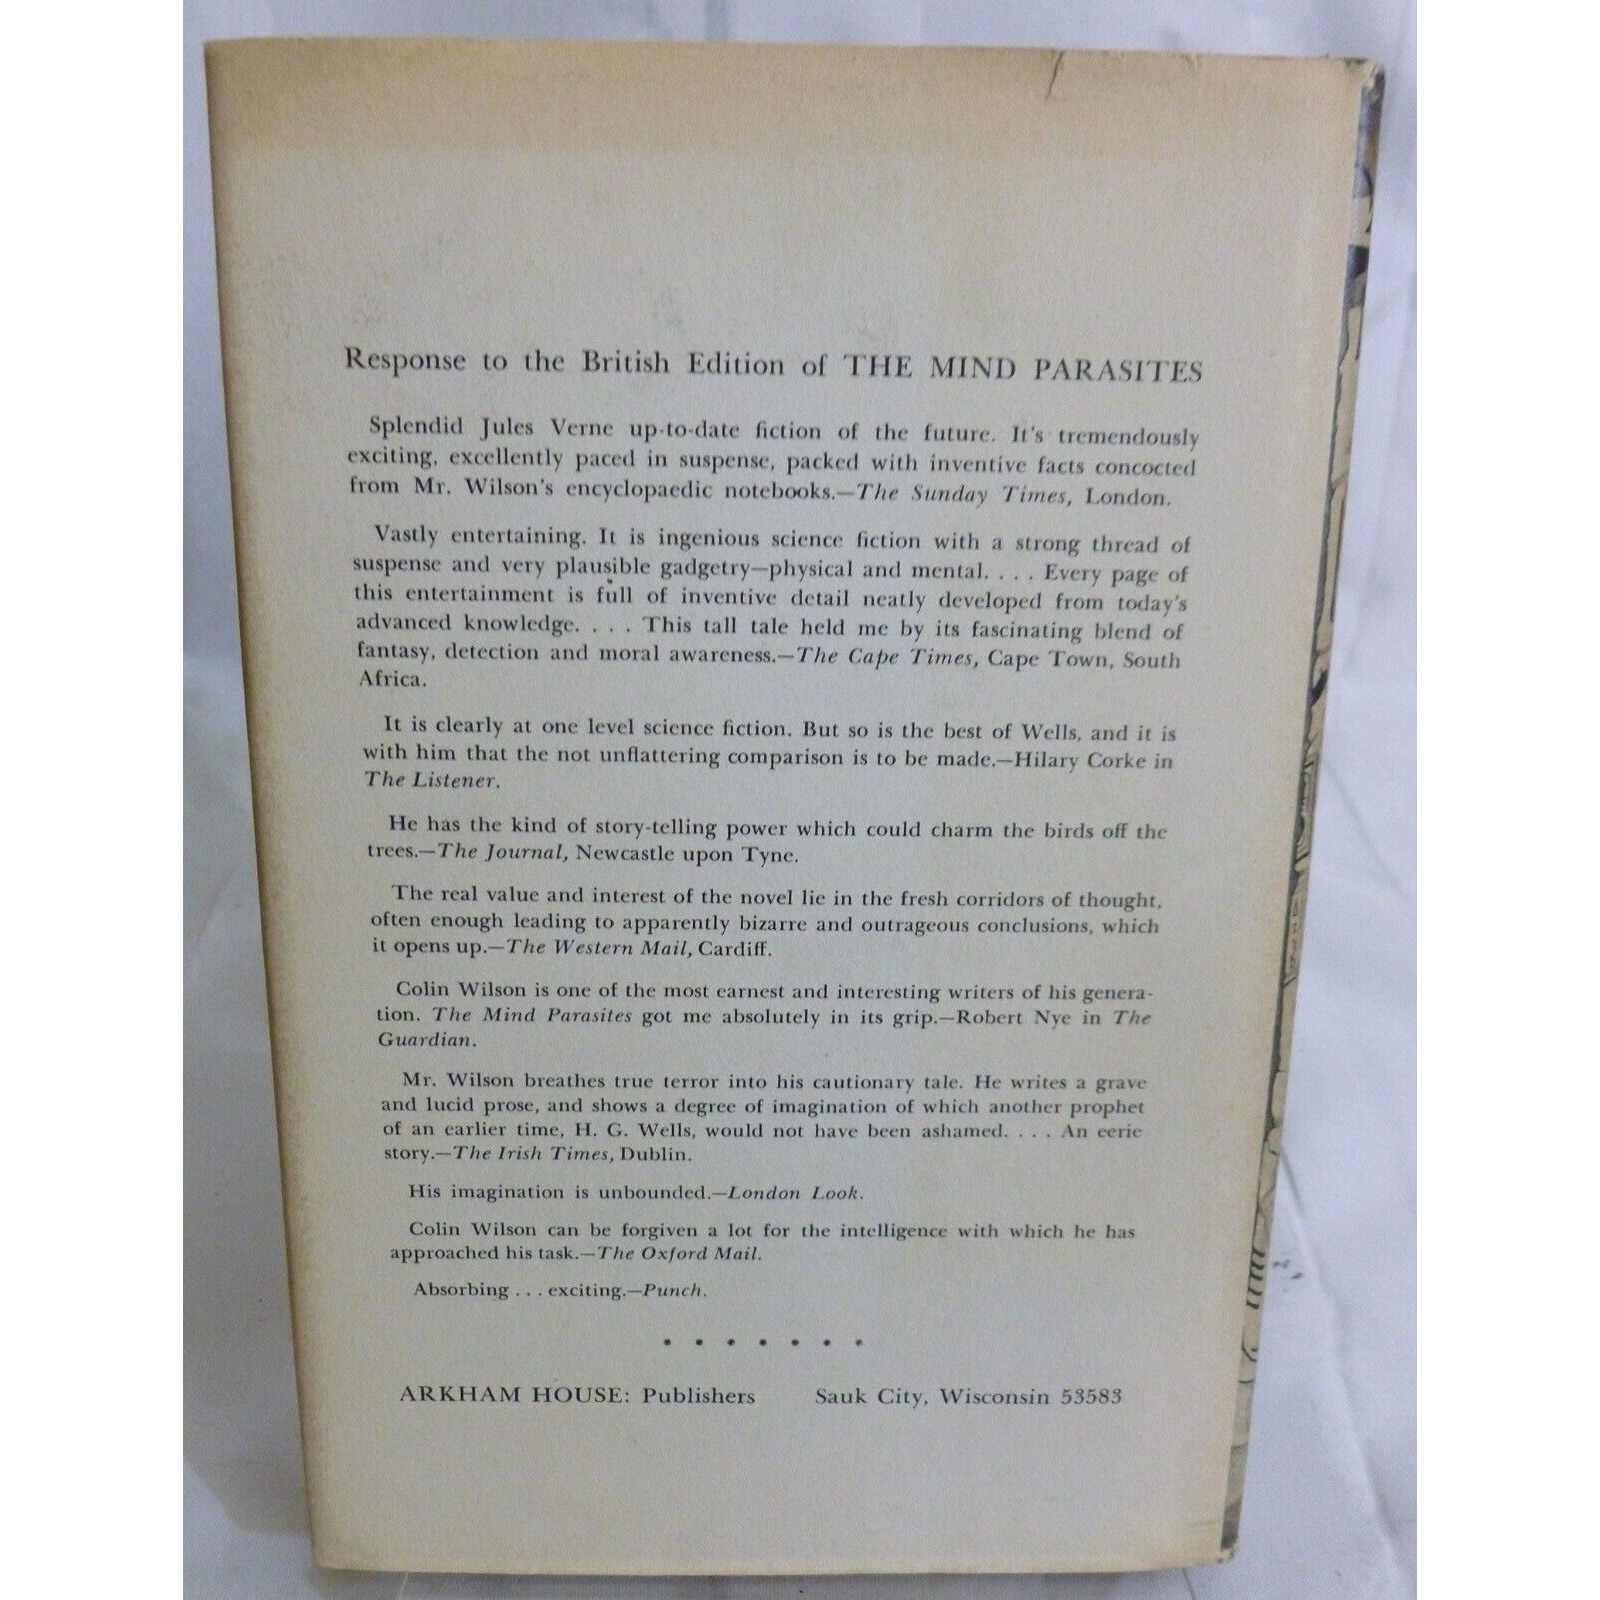 Response to the British Edition of THE MIND PARASITES
Splendid Jules Verne up-to-date fiction of the future. It's tremendously
exciting, excellently paced in suspense, packed with inventive facts concocted
from Mr. Wilson's encyclopaedic notebooks.—The Sunday Times, London.
Vastly entertaining. It is ingenious science fiction with a strong thread of
suspense and very plausible gadgetry—physical and mental. . . . Every page of
this entertainment is full of inventive detail neatly developed from today's
advanced knowledge. . . . This tall tale held me by its fascinating blend of
fantasy, detection and moral awareness.—The Cape Times, Cape Town, South
Africa.
It is clearly at one level science fiction. But so is the best of Wells, and it is
with him that the not unflattering comparison is to be made.—Hilary Corke in
The Listener.
He has the kind of story-telling power which could charm the birds off the
trees.—The Journal, Newcastle upon Tyne.
The real value and interest of the novel lie in the fresh corridors of thought,
often enough leading to apparently bizarre and outrageous conclusions, which
it opens up.—The Western Mail, Cardiff.
Colin Wilson is one of the most earnest and interesting writers of his genera-
tion. The Mind Parasites got me absolutely in its grip.—Robert Nye in The
Guardian.
Mr. Wilson breathes true terror into his cautionary tale. He writes a grave
and lucid prose, and shows a degree of imagination of which another prophet
of an earlier time, H. G. Wells, would not have been ashamed. . . . An eerie
story.—The Irish Times, Dublin.
His imagination is unbounded.—London Look.
Colin Wilson can be forgiven a lot for the intelligence with which he has
approached his task.—The Oxford Mail.
Absorbing . . . exciting.—Punch.
* * * * * * *
ARKHAM HOUSE: Publishers Sauk City, Wisconsin 53583